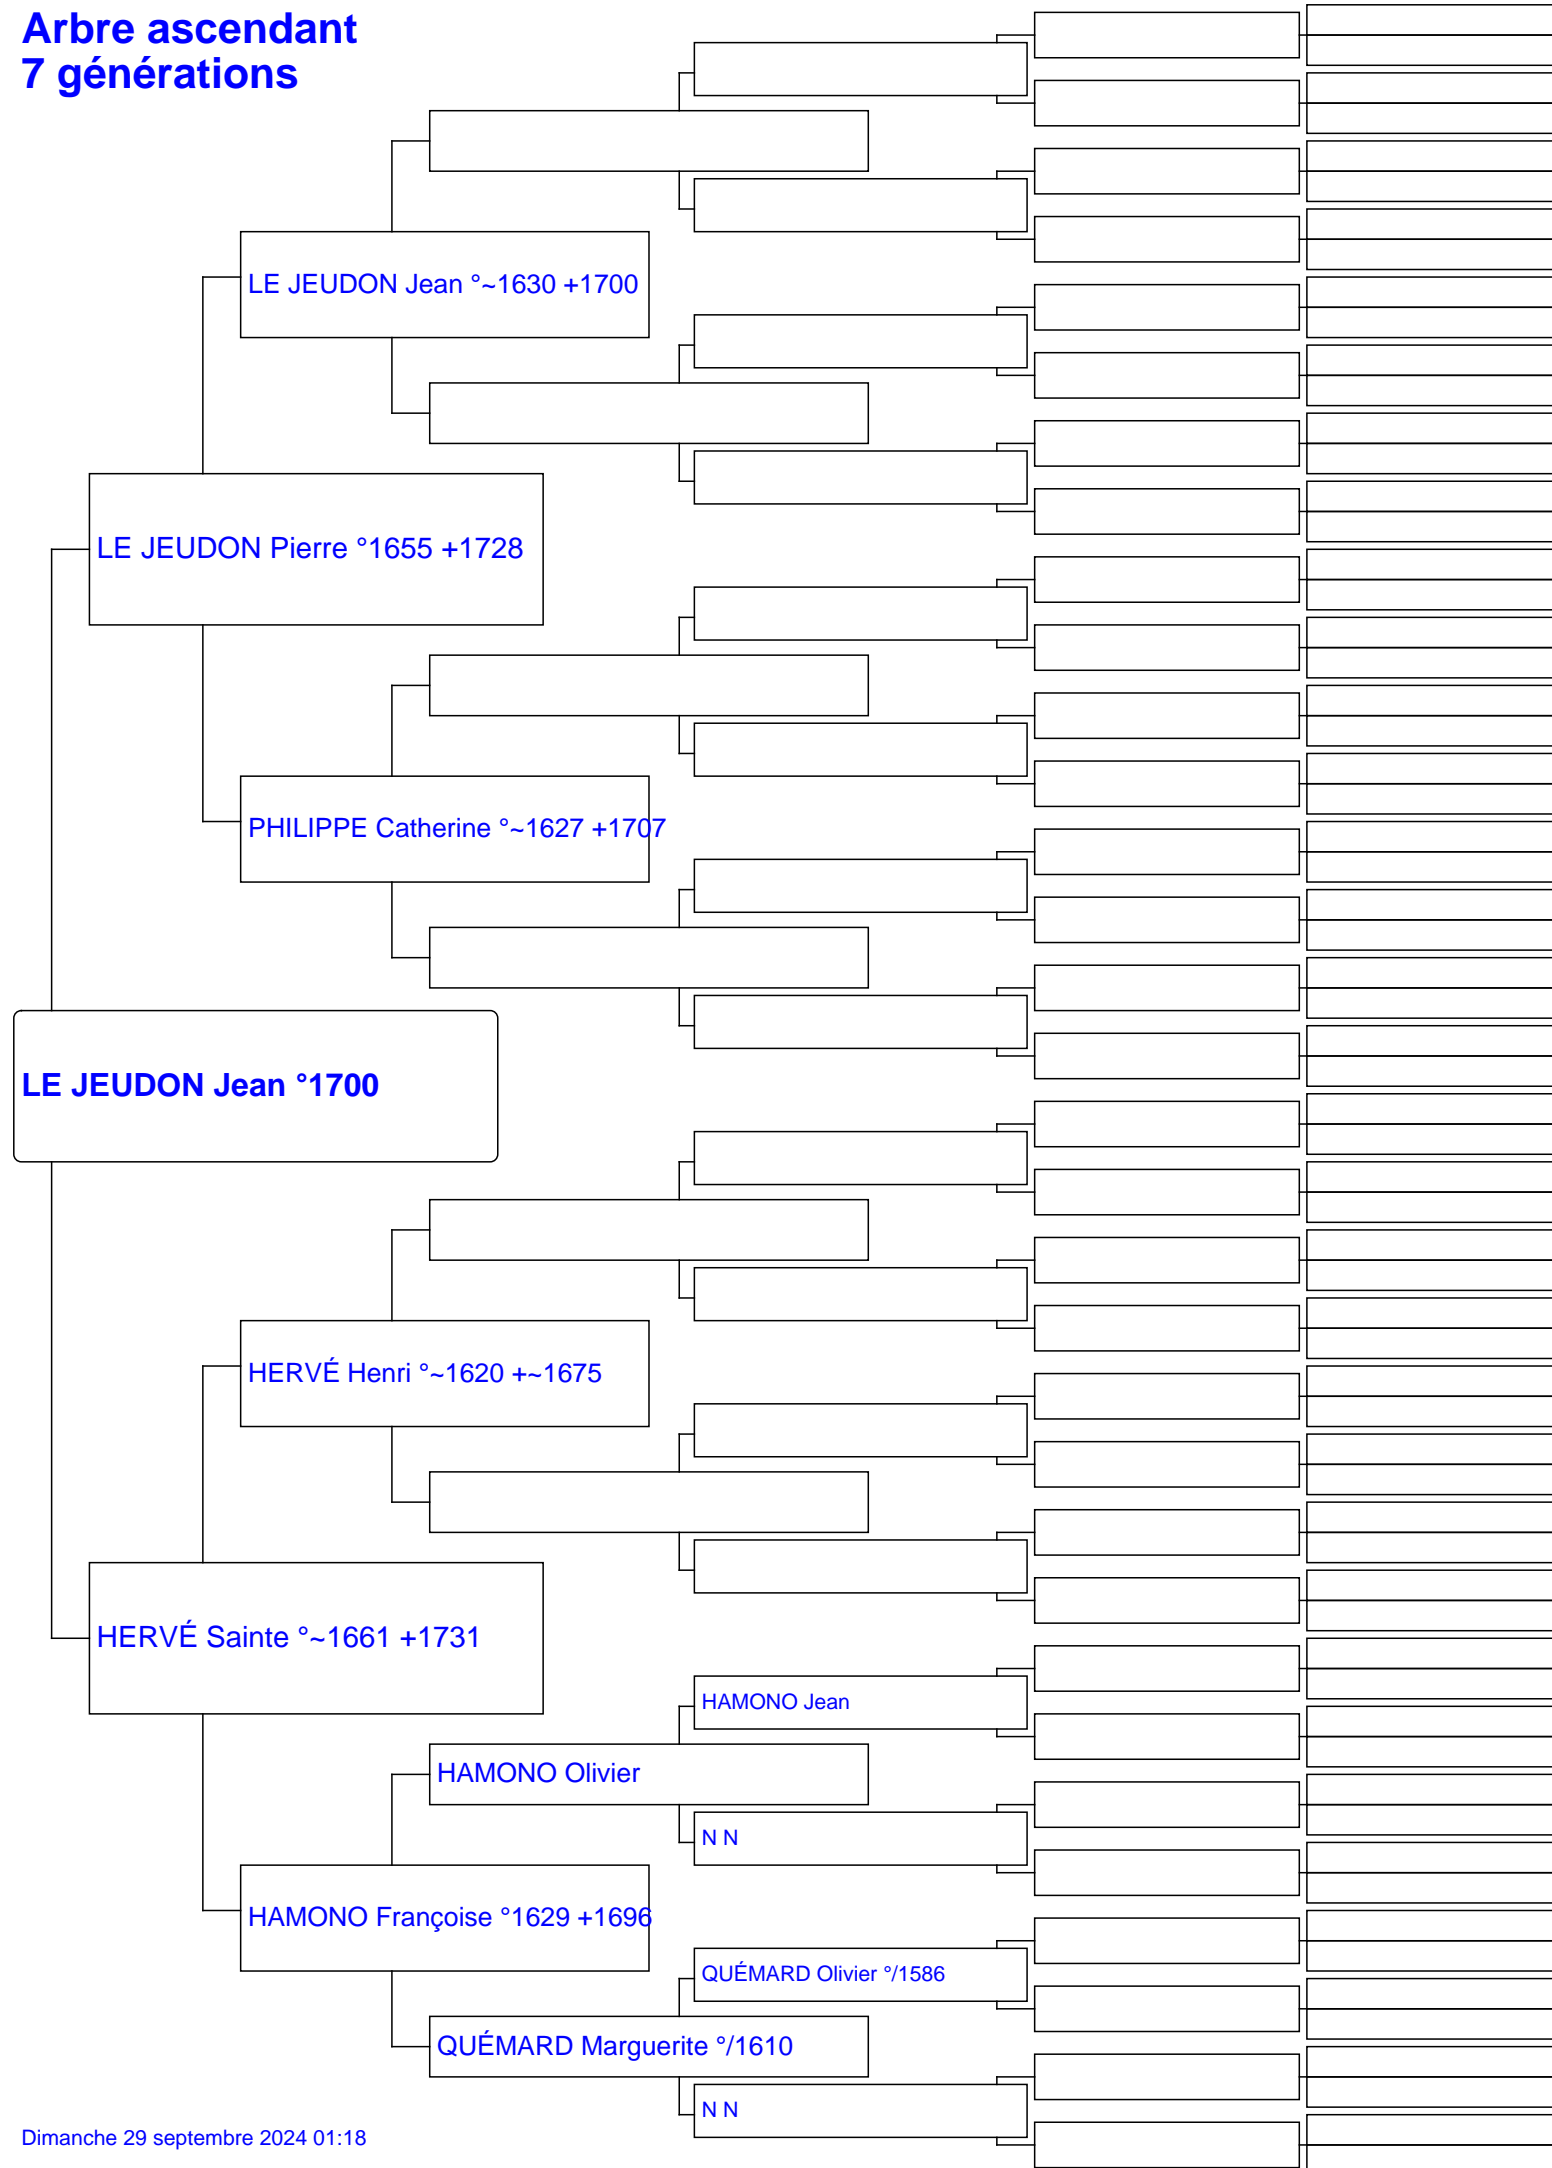 Arbre ascendant
7 générations
LE JEUDON Jean °~1630 +1700
LE JEUDON Pierre °1655 +1728
PHILIPPE Catherine °~1627 +1707
LE JEUDON Jean °1700
HERVÉ Henri °~1620 +~1675
HERVÉ Sainte °~1661 +1731
HAMONO Jean
HAMONO Olivier
N N
HAMONO Françoise °1629 +1696
QUÉMARD Olivier °/1586
QUÉMARD Marguerite °/1610
N N
Dimanche 29 septembre 2024 01:18